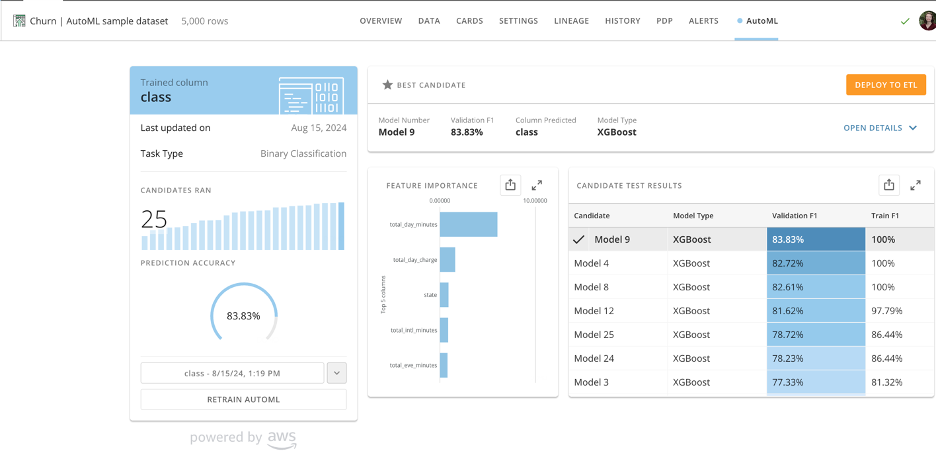 Churn | AutoML sample dataset 5,000 rows OVERVIEW DATA CARDS SETTINGS LINEAGE HISTORY PDP ALERTS AutoML
Trained column
class
Last updated on Aug 15, 2024
Task Type Binary Classification
CANDIDATES RAN
25
PREDICTION ACCURACY
83.83%
class - 8/15/24, 1:19 PM
RETRAIN AUTOML
powered by aws
BEST CANDIDATE DEPLOY TO ETL
Model Number Validation F1 Column Predicted Model Type
Model 9 83.83% class XGBoost
OPEN DETAILS
FEATURE IMPORTANCE
0.00000 10.00000
Top 5 columns
total_day_minutes
total_day_charge
state
total_intl_minutes
total_eve_minutes
CANDIDATE TEST RESULTS
Candidate Model Type Validation F1 Train F1
Model 9 XGBoost 83.83% 100%
Model 4 XGBoost 82.72% 100%
Model 8 XGBoost 82.61% 100%
Model 12 XGBoost 81.62% 97.79%
Model 25 XGBoost 78.72% 86.44%
Model 24 XGBoost 78.23% 86.44%
Model 3 XGBoost 77.33% 81.32%